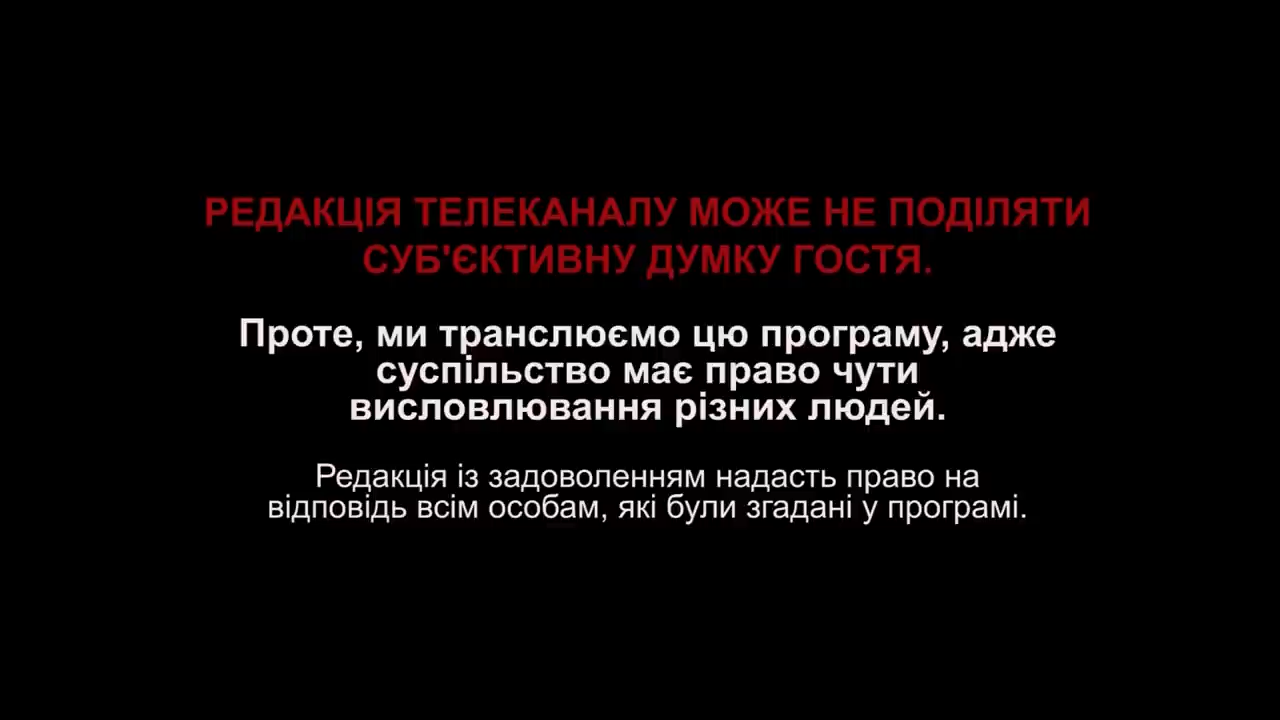 РЕДАКЦІЯ ТЕЛЕКАНАЛУ МОЖЕ НЕ ПОДІЛЯТИ
СУБ'ЄКТИВНУ ДУМКУ ГОСТЯ.
Проте, ми транслюємо цю програму, адже
суспільство має право чути
висловлювання різних людей.
Редакція із задоволенням надасть право на
відповідь всім особам, які були згадані у програмі.